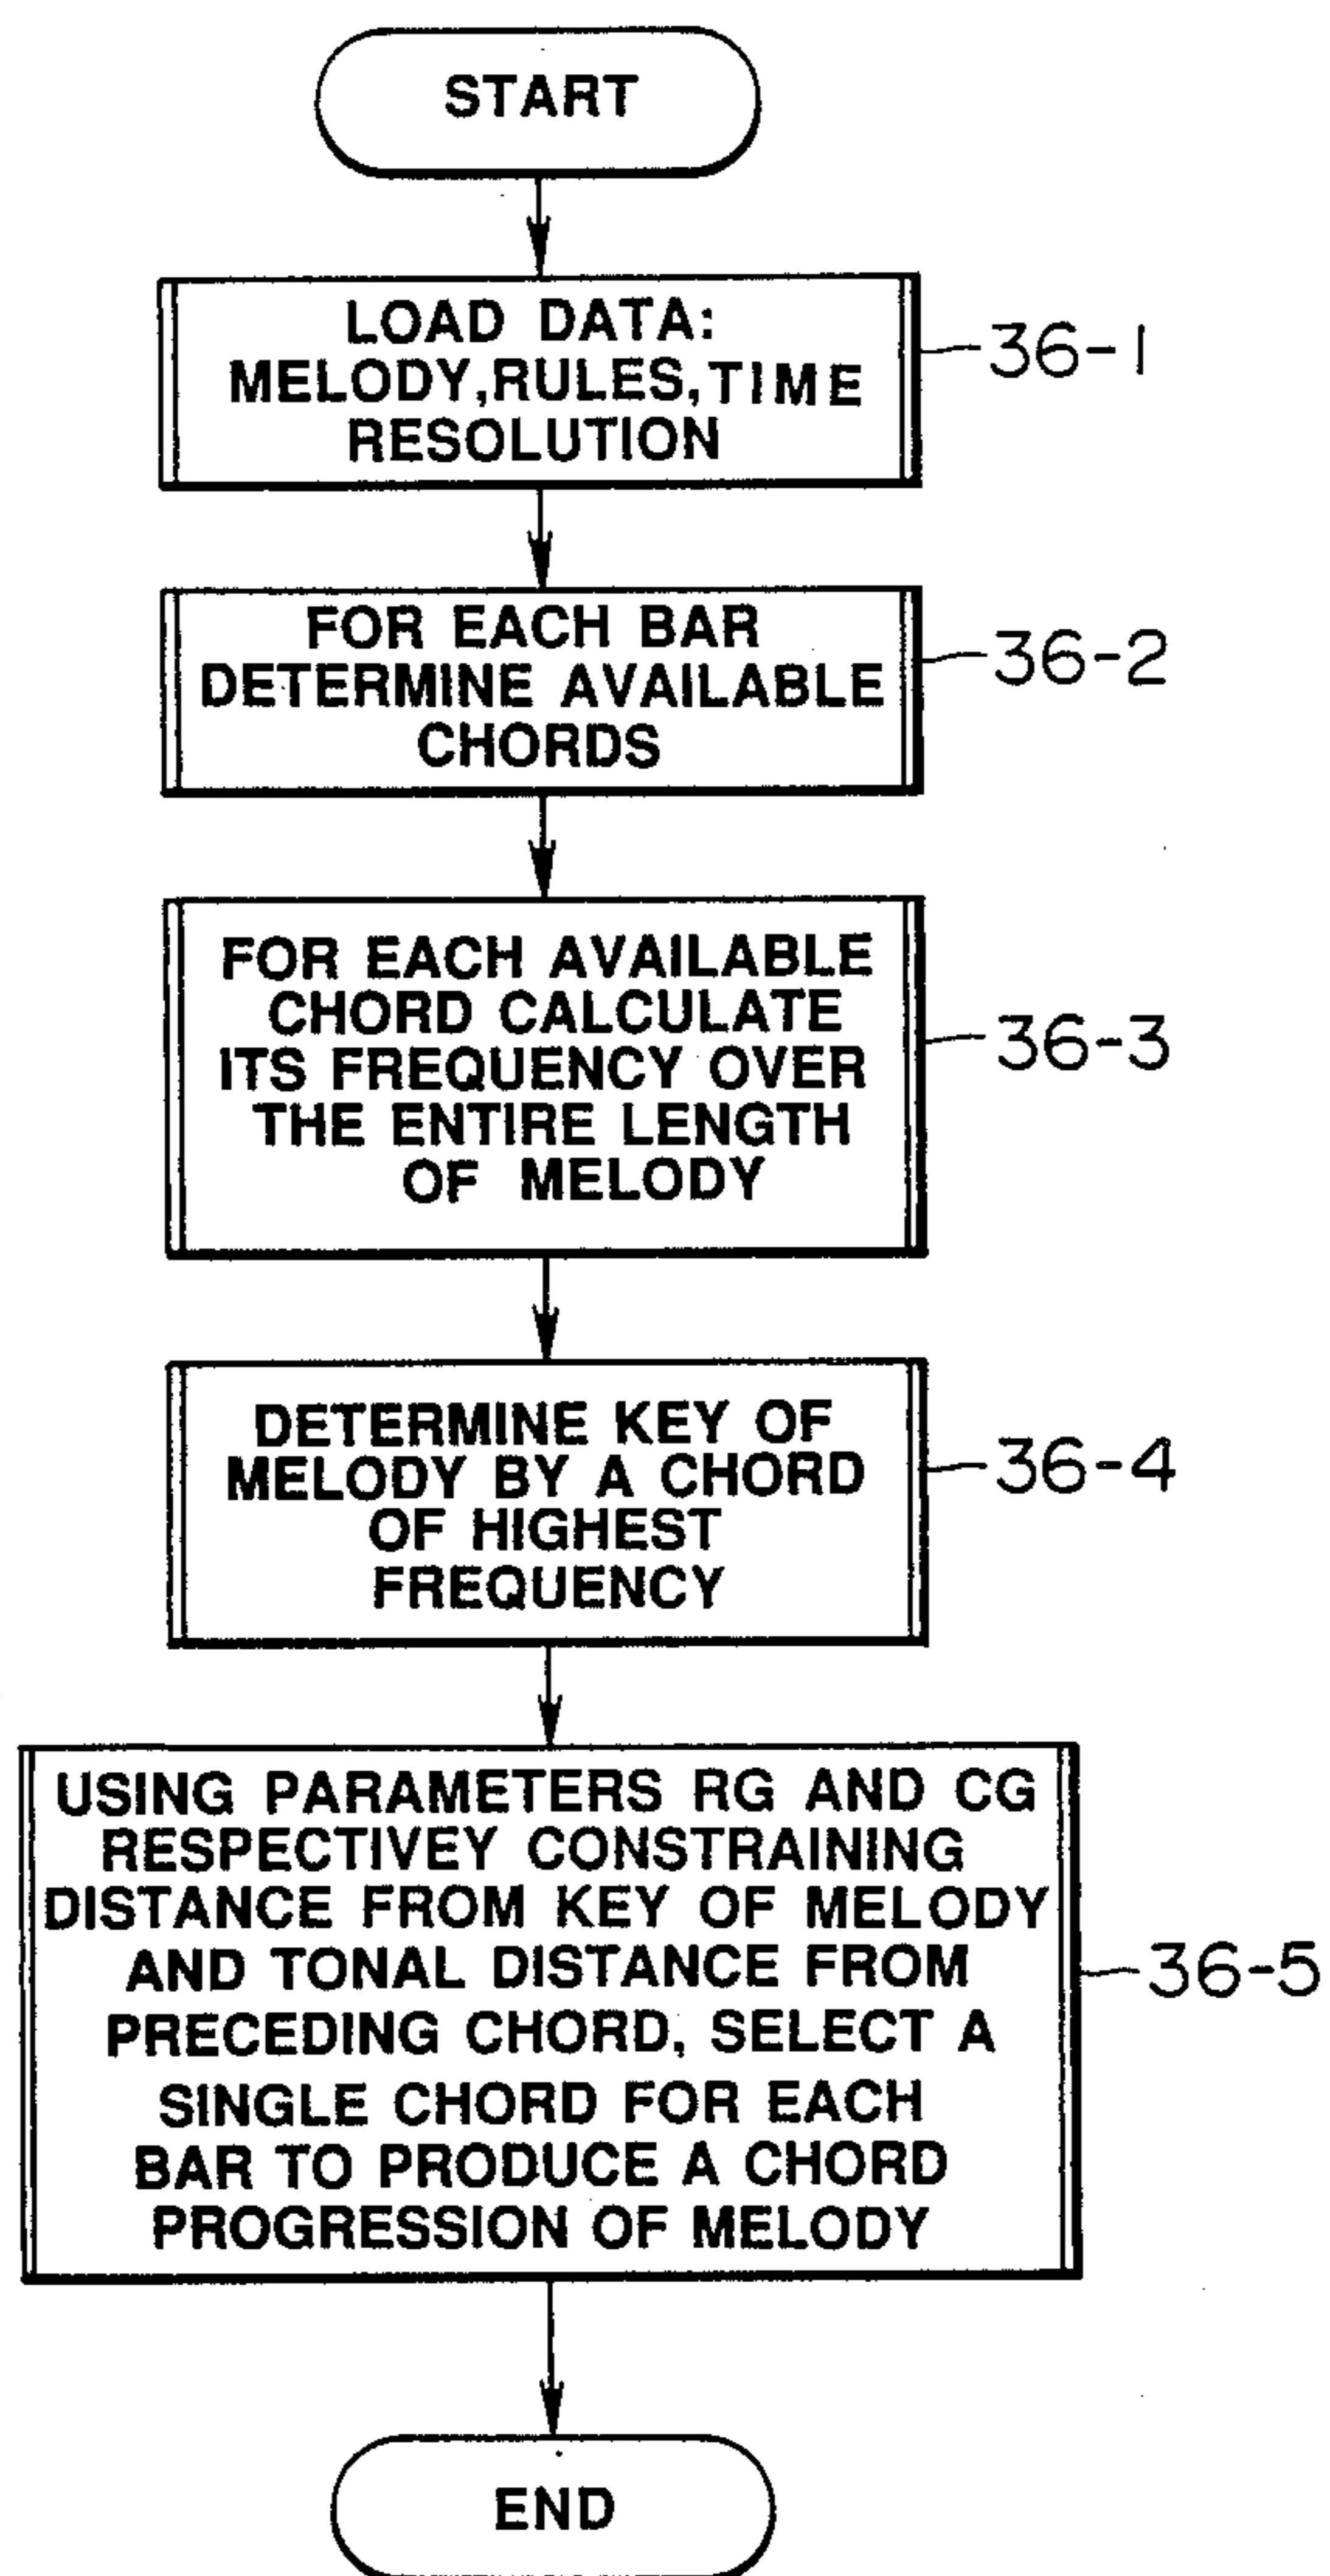 START
LOAD DATA:
MELODY, RULES, TIME
RESOLUTION
36-1
FOR EACH BAR
DETERMINE AVAILABLE
CHORDS
36-2
FOR EACH AVAILABLE
CHORD CALCULATE
ITS FREQUENCY OVER
THE ENTIRE LENGTH
OF MELODY
36-3
DETERMINE KEY OF
MELODY BY A CHORD
OF HIGHEST
FREQUENCY
36-4
USING PARAMETERS RG AND CG
RESPECTIVEY CONSTRAINING
DISTANCE FROM KEY OF MELODY
AND TONAL DISTANCE FROM
PRECEDING CHORD, SELECT A
SINGLE CHORD FOR EACH
BAR TO PRODUCE A CHORD
PROGRESSION OF MELODY
36-5
END